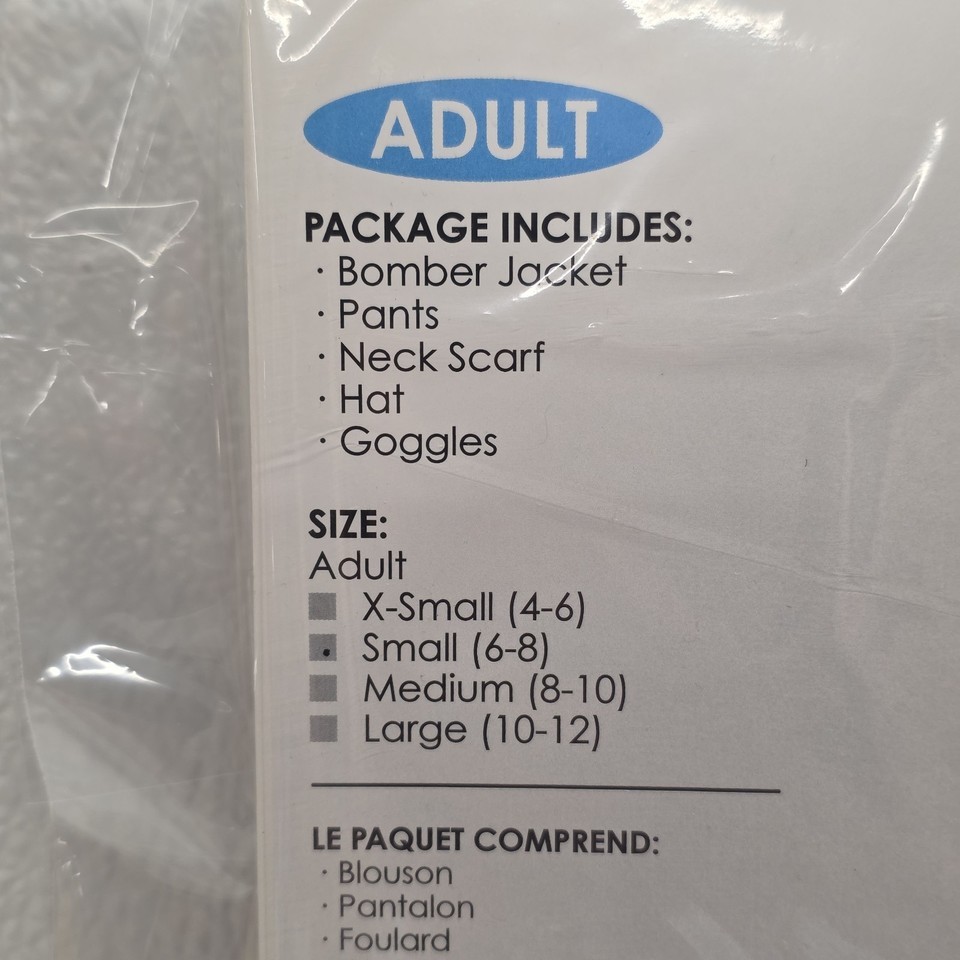 ADULT
PACKAGE INCLUDES:
· Bomber Jacket
· Pants
· Neck Scarf
· Hat
· Goggles
SIZE:
Adult
X-Small (4-6)
Small (6-8)
Medium (8-10)
Large (10-12)
LE PAQUET COMPREND:
· Blouson
· Pantalon
· Foulard